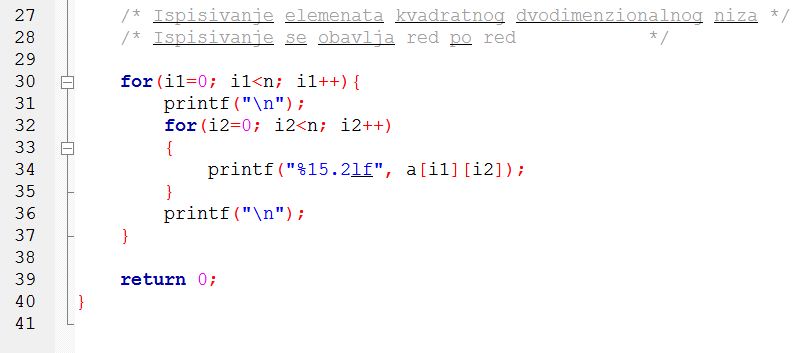 27 /* Ispisivanje elemenata kvadratnog dvodimenzionalnog niza */
28 /* Ispisivanje se obavlja red po red */
29
30 for(i1=0; i1<n; i1++){
31 printf("\n");
32 for(i2=0; i2<n; i2++)
33 {
34 printf("%15.2lf", a[i1][i2]);
35 }
36 printf("\n");
37 }
38
39 return 0;
40 }
41